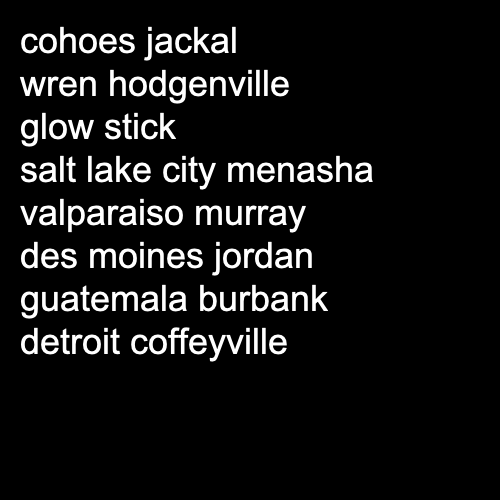 cohoes jackal
wren hodgenville
glow stick
salt lake city menasha
valparaiso murray
des moines jordan
guatemala burbank
detroit coffeyville